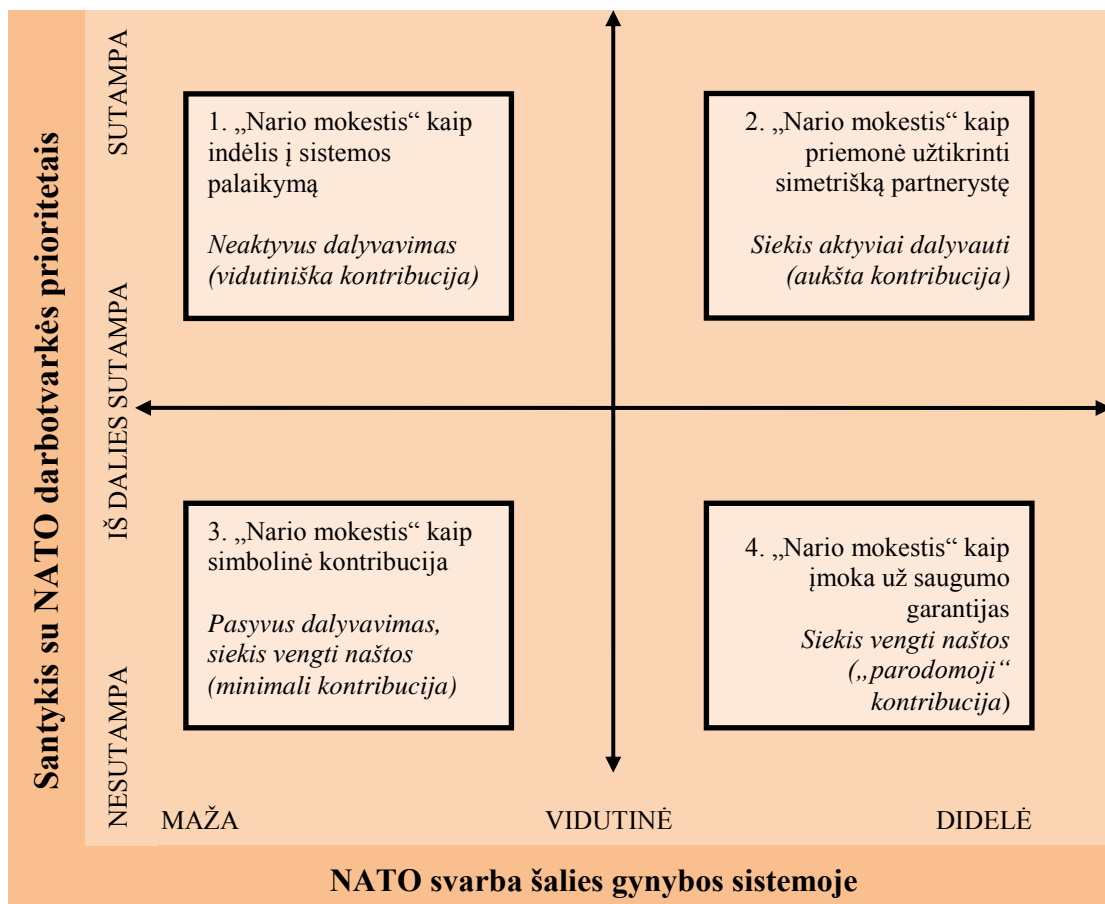 Santykis su NATO darbotvarkės prioritetais
SUTAMPA
IŠ DALIES SUTAMPA
NESUTAMPA
1. „Nario mokestis“ kaip
indėlis į sistemos
palaikymą
Neaktyvus dalyvavimas
(vidutiniška kontribucija)
2. „Nario mokestis“ kaip
priemonė užtikrinti
simetrišką partnerystę
Siekis aktyviai dalyvauti
(aukšta kontribucija)
3. „Nario mokestis“ kaip
simbolinė kontribucija
Pasyvus dalyvavimas,
siekis vengti naštos
(minimali kontribucija)
4. „Nario mokestis“ kaip
įmoka už saugumo
garantijas
Siekis vengti naštos
(„parodomoji“
kontribucija)
MAŽA
VIDUTINĖ
DIDELĖ
NATO svarba šalies gynybos sistemoje